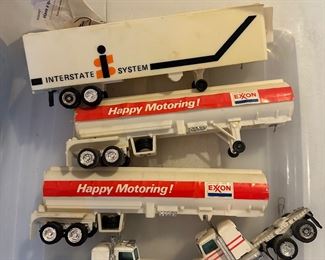 INTERSTATE SYSTEM
Happy Motoring! EXXON
Happy Motoring! EXXON